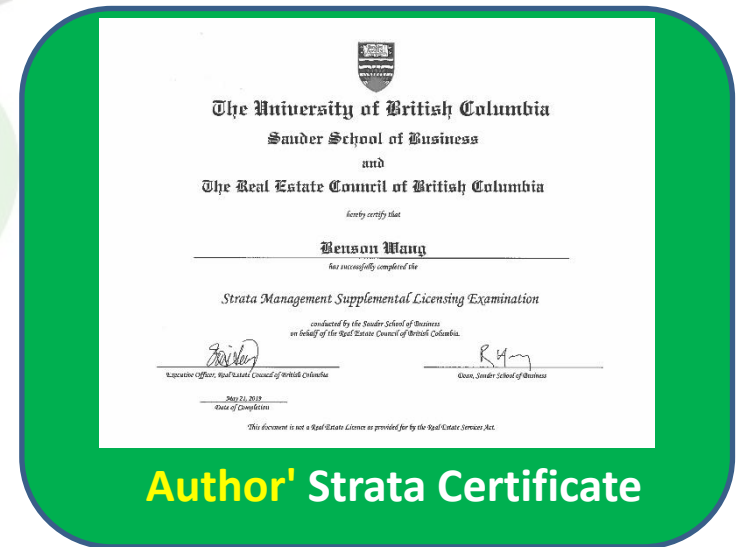 The University of British Columbia
Sauder School of Business
and
The Real Estate Council of British Columbia
hereby certify that
Benson Wang
has successfully completed the
Strata Management Supplemental Licensing Examination
conducted by the Sauder School of Business
on behalf of the Real Estate Council of British Columbia.
Executive Officer, Real Estate Council of British Columbia
Dean, Sauder School of Business
May 21, 2019
Date of Completion
This document is not a Real Estate Licence as provided for by the Real Estate Services Act.
Author' Strata Certificate